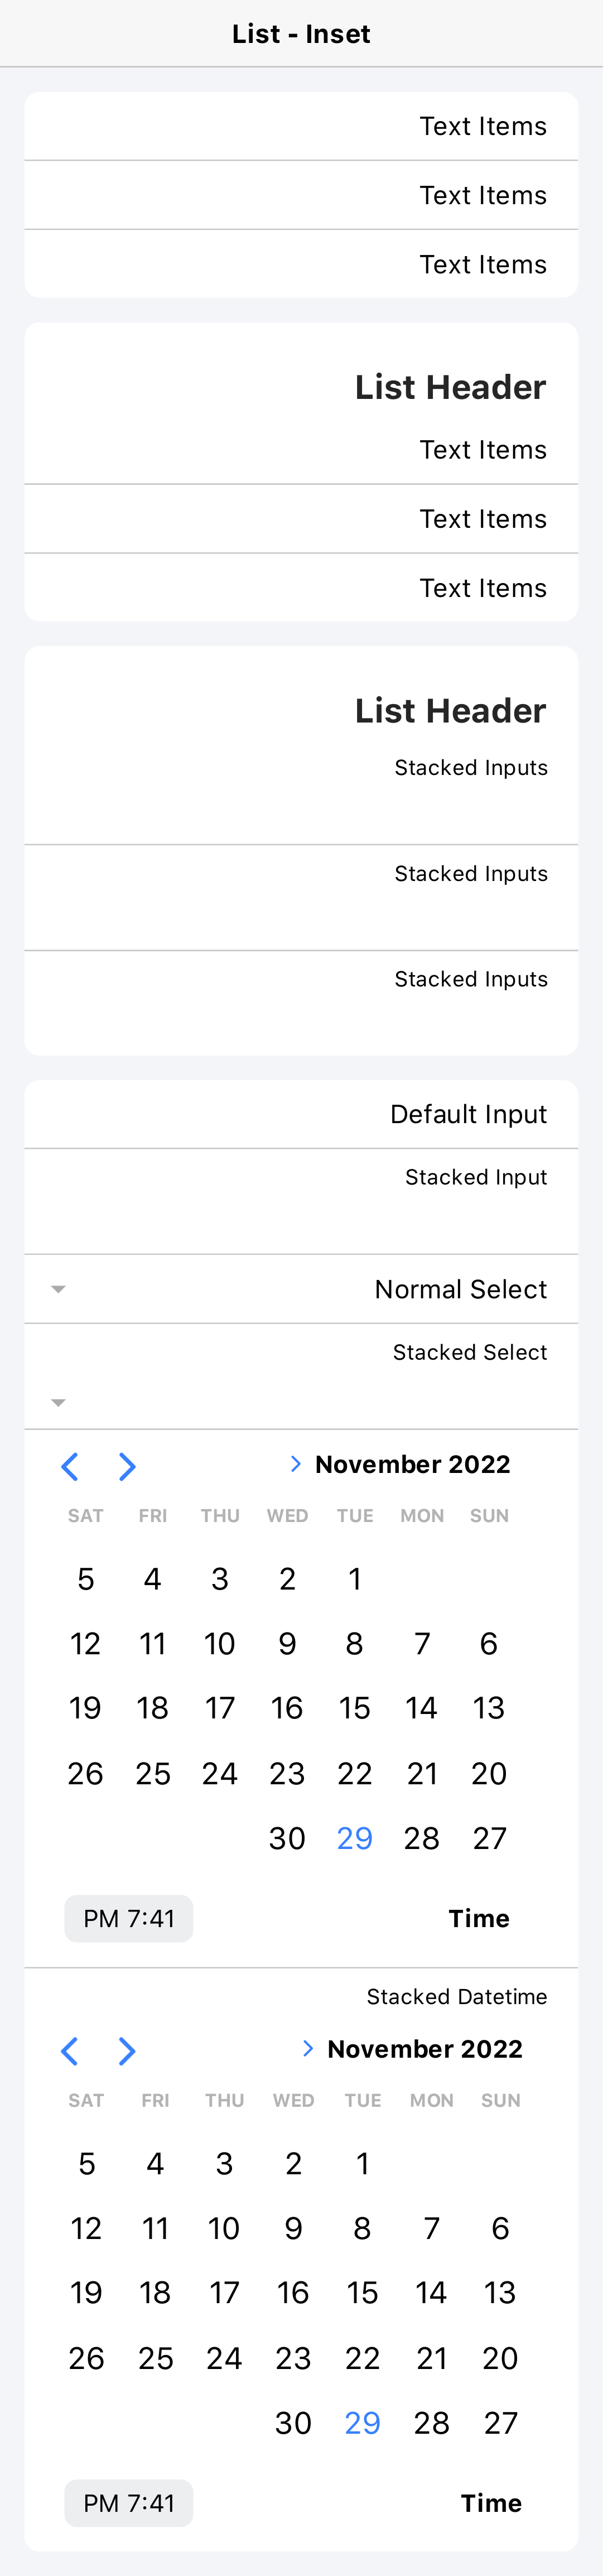 List - Inset
Text Items
Text Items
Text Items
List Header
Text Items
Text Items
Text Items
List Header
Stacked Inputs
Stacked Inputs
Stacked Inputs
Default Input
Stacked Input
Normal Select
Stacked Select
November 2022
SAT FRI THU WED TUE MON SUN
5 4 3 2 1
12 11 10 9 8 7 6
19 18 17 16 15 14 13
26 25 24 23 22 21 20
30 29 28 27
PM 7:41 Time
Stacked Datetime
November 2022
SAT FRI THU WED TUE MON SUN
5 4 3 2 1
12 11 10 9 8 7 6
19 18 17 16 15 14 13
26 25 24 23 22 21 20
30 29 28 27
PM 7:41 Time